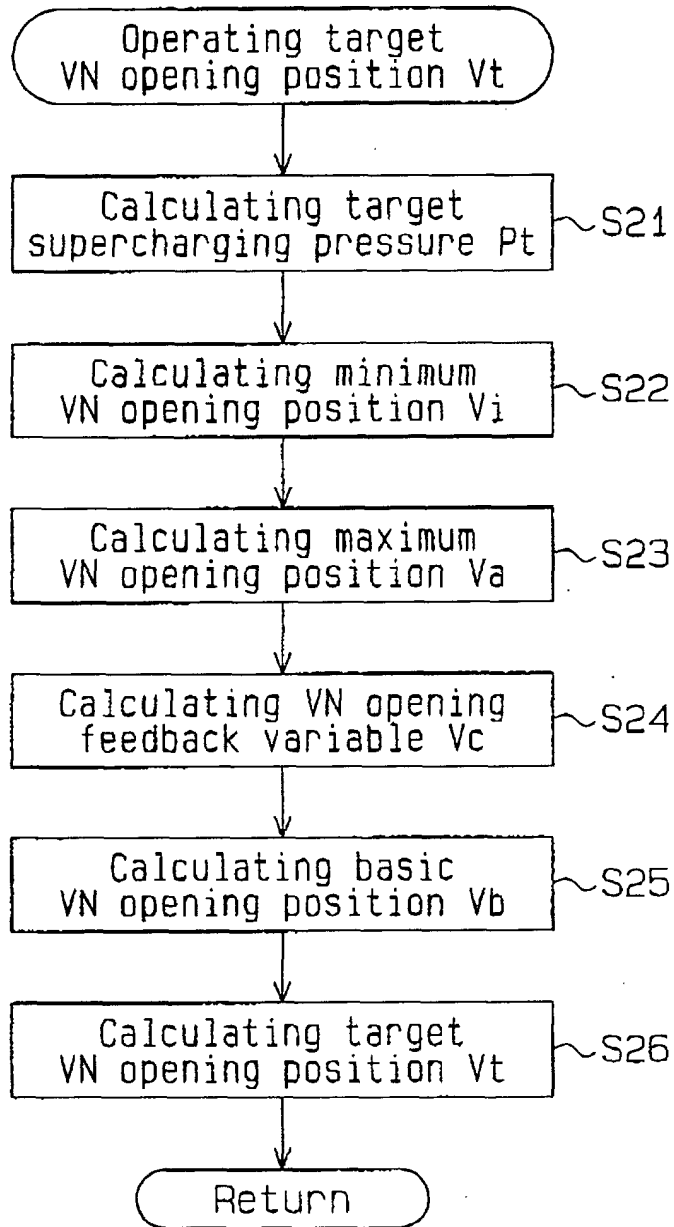 Operating target
VN opening position Vt
Calculating target
supercharging pressure Pt
S21
Calculating minimum
VN opening position Vi
S22
Calculating maximum
VN opening position Va
S23
Calculating VN opening
feedback variable Vc
S24
Calculating basic
VN opening position Vb
S25
Calculating target
VN opening position Vt
S26
Return